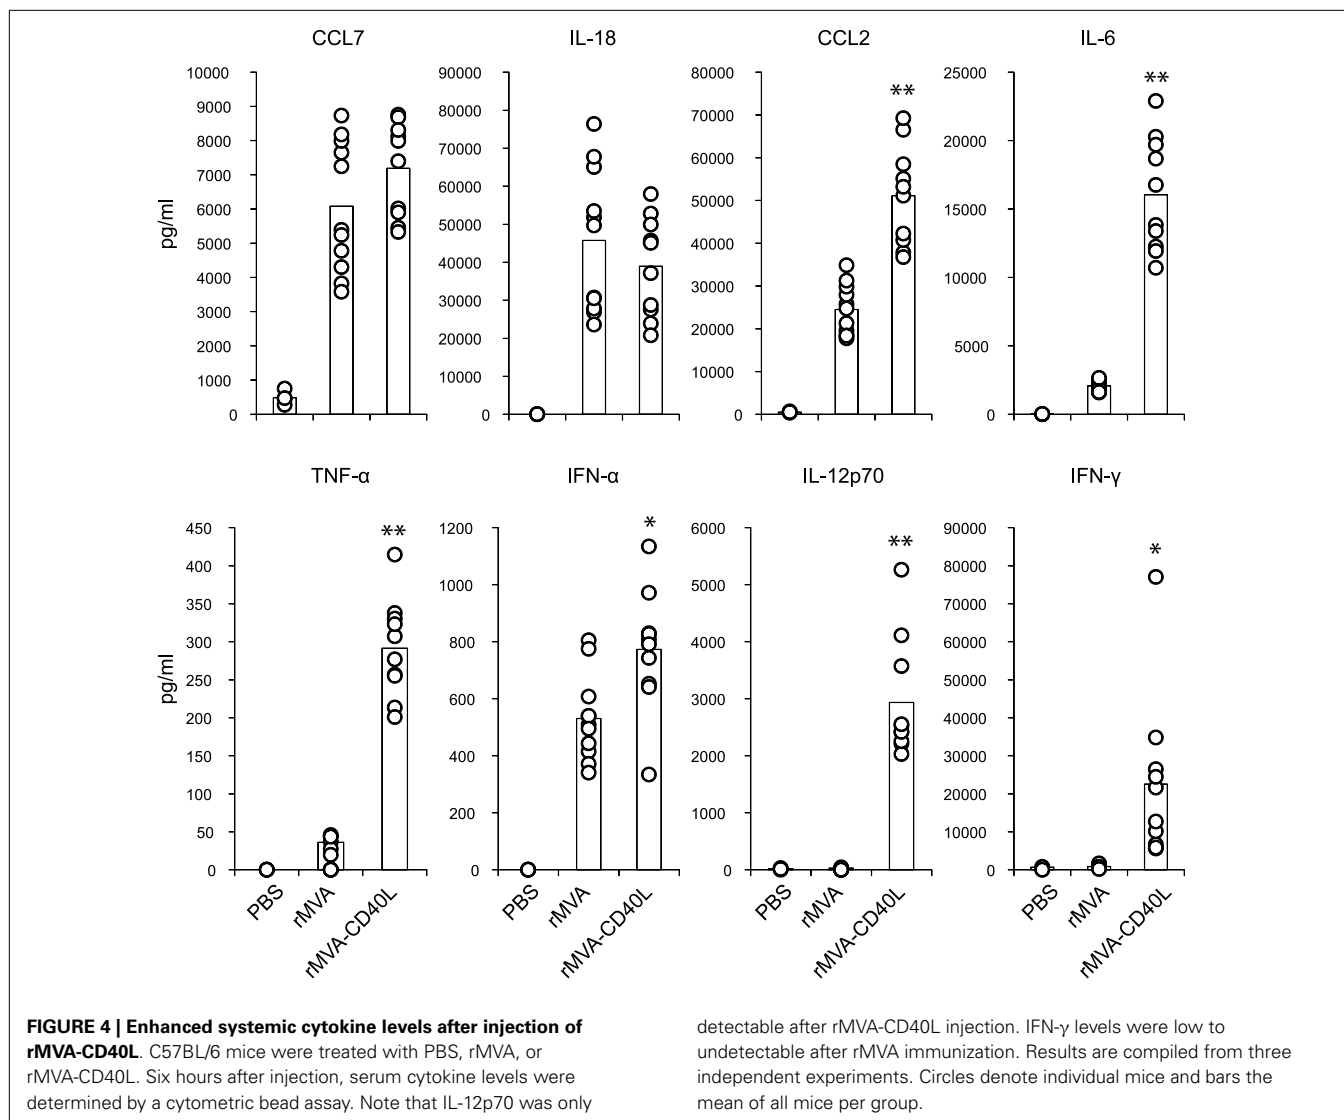 CCL7
IL-18
CCL2
IL-6
10000
9000
8000
7000
6000
5000
4000
3000
2000
1000
0
pg/ml
90000
80000
70000
60000
50000
40000
30000
20000
10000
0
80000
70000
60000
50000
40000
30000
20000
10000
0
**
25000
20000
15000
10000
5000
0
**
TNF-α
IFN-α
IL-12p70
IFN-γ
450
400
350
300
250
200
150
100
50
0
pg/ml
**
PBS
rMVA
rMVA-CD40L
1200
1000
800
600
400
200
0
*
PBS
rMVA
rMVA-CD40L
6000
5000
4000
3000
2000
1000
0
**
PBS
rMVA
rMVA-CD40L
90000
80000
70000
60000
50000
40000
30000
20000
10000
0
*
PBS
rMVA
rMVA-CD40L
FIGURE 4 | Enhanced systemic cytokine levels after injection of
rMVA-CD40L. C57BL/6 mice were treated with PBS, rMVA, or
rMVA-CD40L. Six hours after injection, serum cytokine levels were
determined by a cytometric bead assay. Note that IL-12p70 was only
detectable after rMVA-CD40L injection. IFN-γ levels were low to
undetectable after rMVA immunization. Results are compiled from three
independent experiments. Circles denote individual mice and bars the
mean of all mice per group.